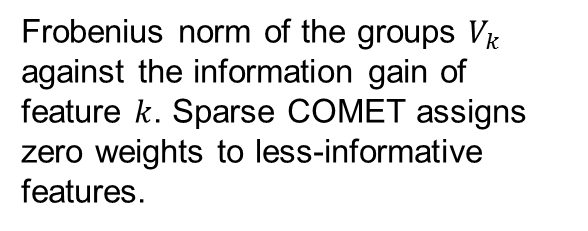 Frobenius norm of the groups V_k
against the information gain of
feature k. Sparse COMET assigns
zero weights to less-informative
features.